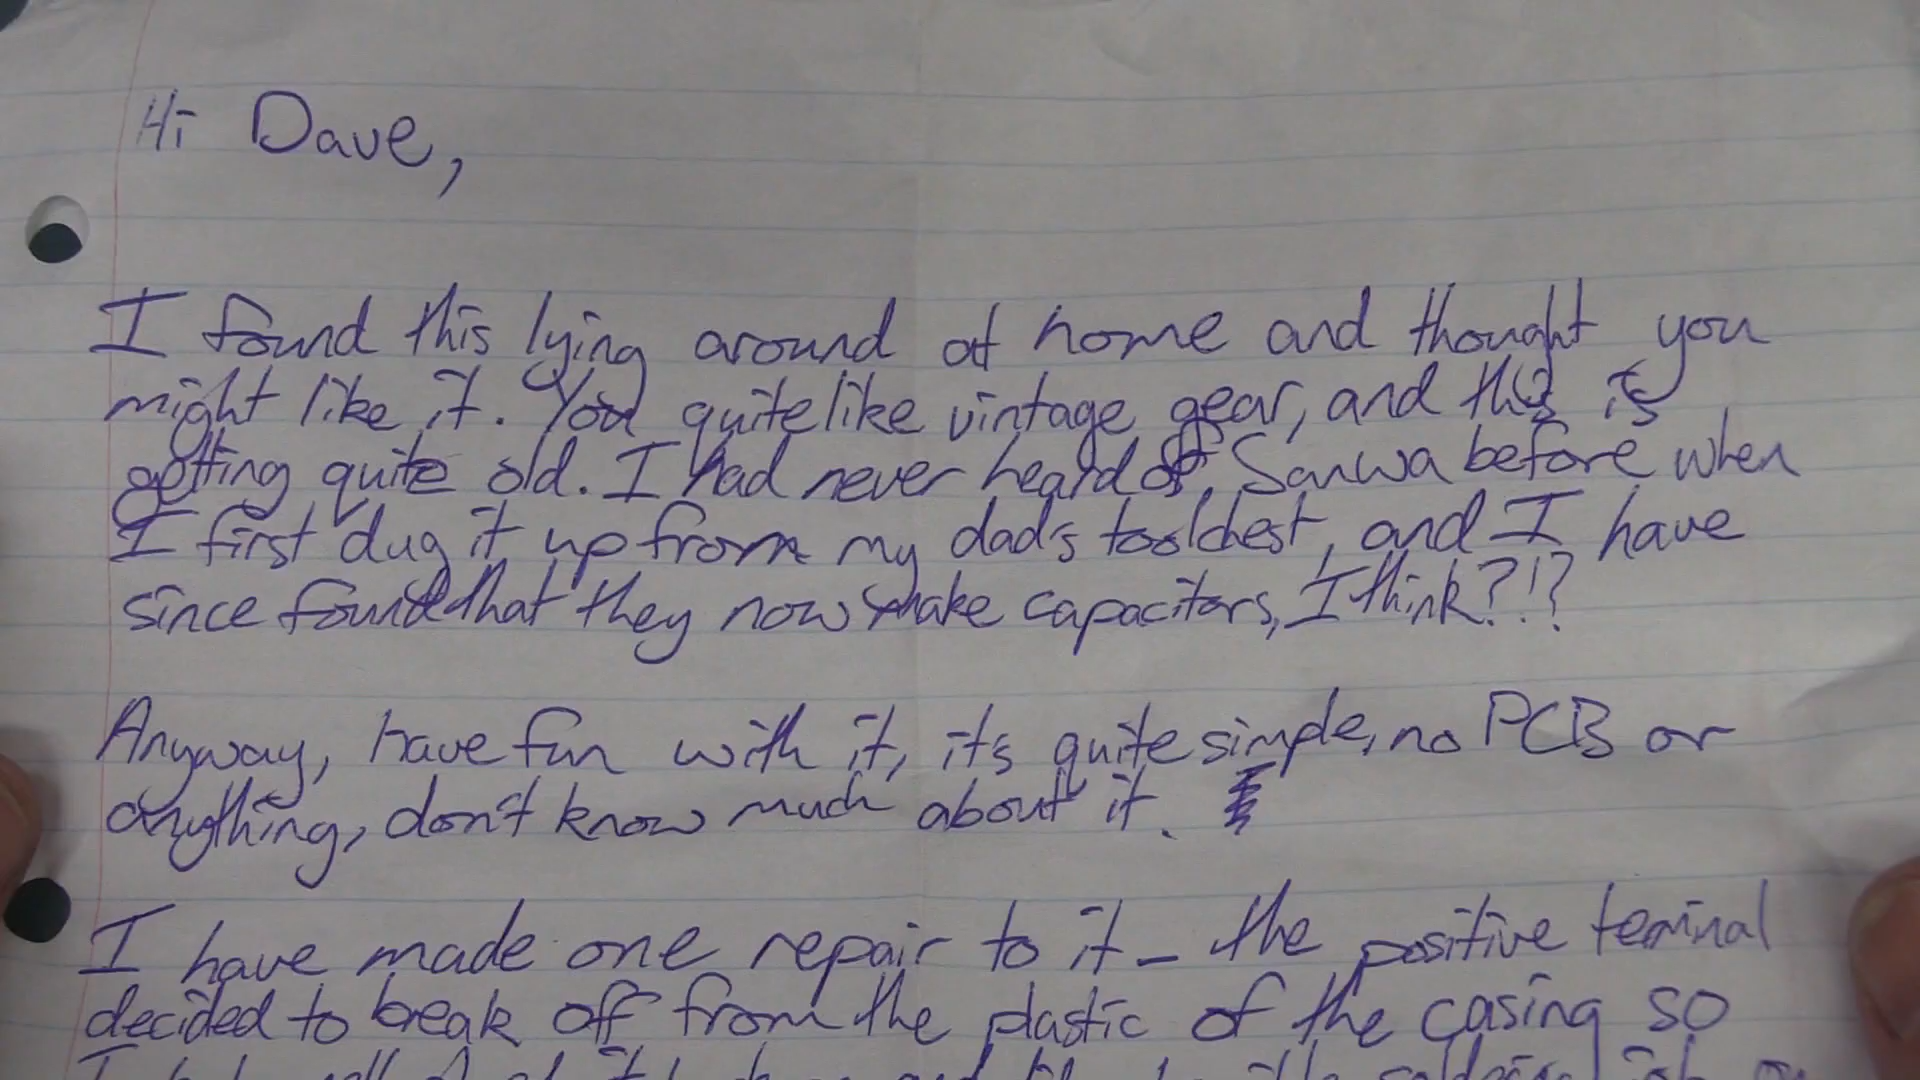 Hi Dave,
I found this lying around at home and thought you
might like it. You quite like vintage gear, and this is
getting quite old. I had never heard of Sanwa before when
I first dug it up from my dad's toolchest, and I have
since found that they now make capacitors, I think?!?
Anyway, have fun with it, it's quite simple, no PCB or
anything, don't know much about it.
I have made one repair to it - the positive teminal
decided to break off from the plastic of the casing so